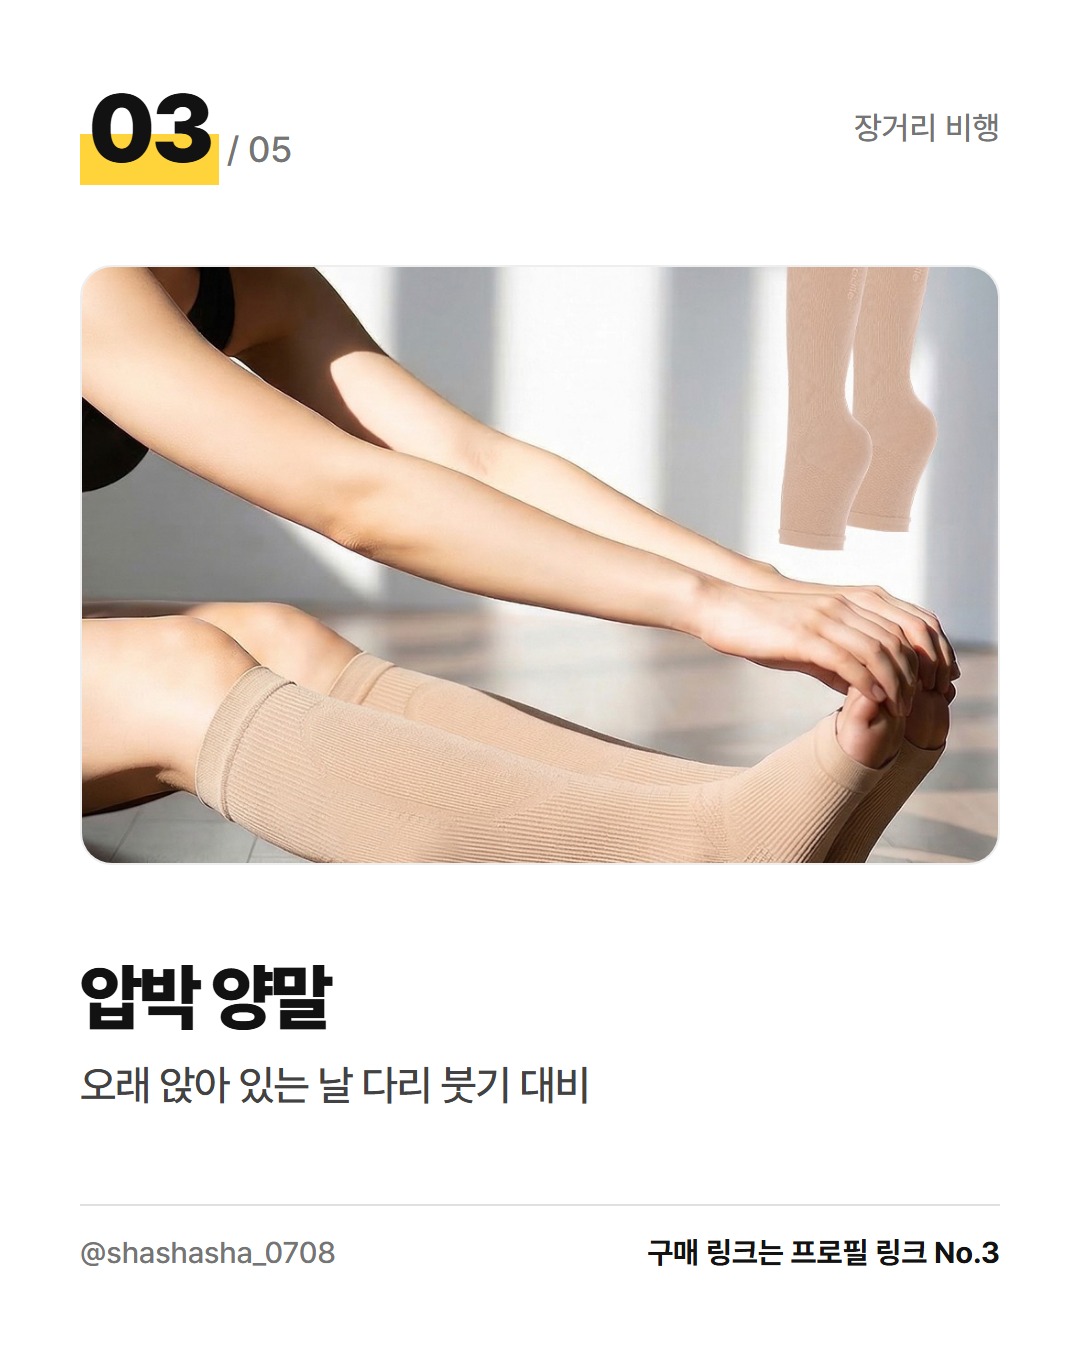 03 / 05
장거리 비행
압박 양말
오래 앉아 있는 날 다리 붓기 대비
@shashasha_0708
구매 링크는 프로필 링크 No.3